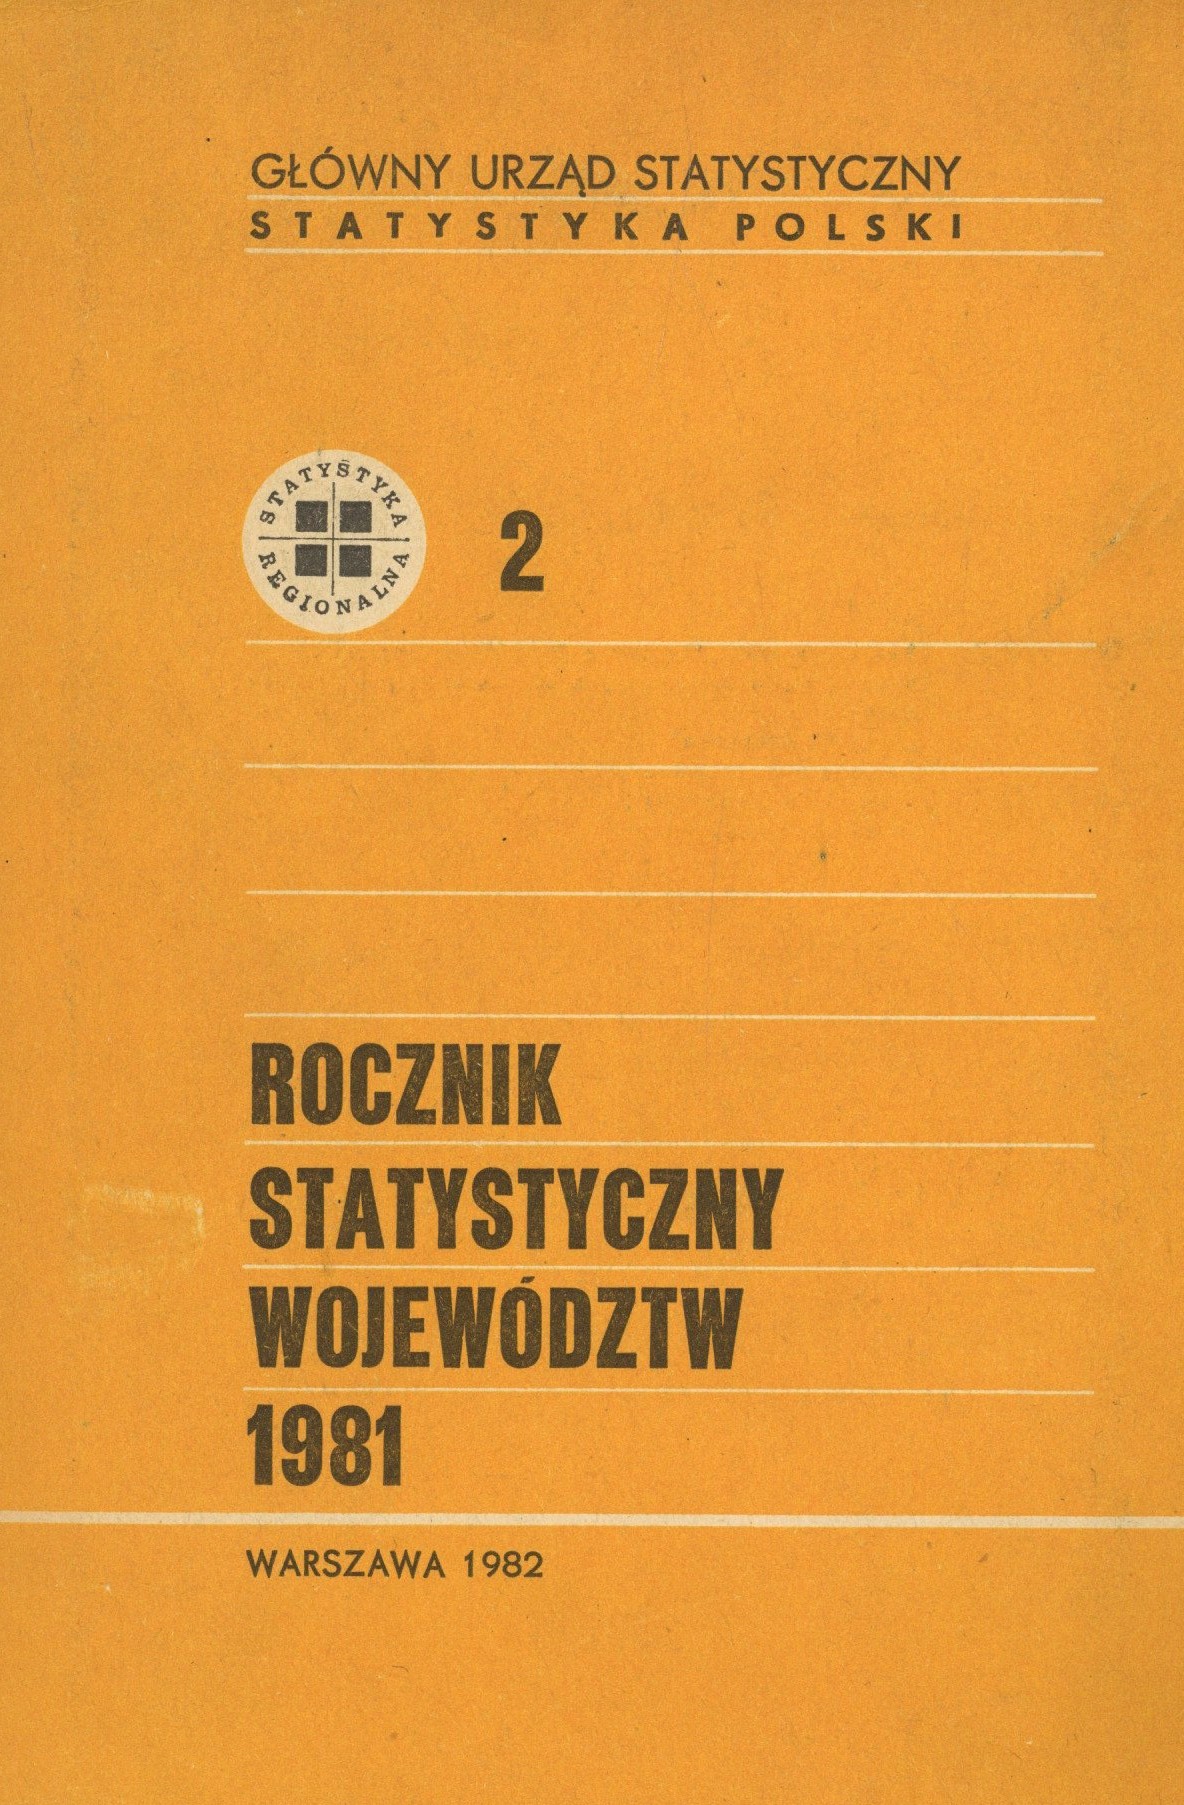 GŁÓWNY URZĄD STATYSTYCZNY
STATYSTYKA POLSKI
STATYSTYKA
REGIONALNA
2
ROCZNIK
STATYSTYCZNY
WOJEWÓDZTW
1981
WARSZAWA 1982